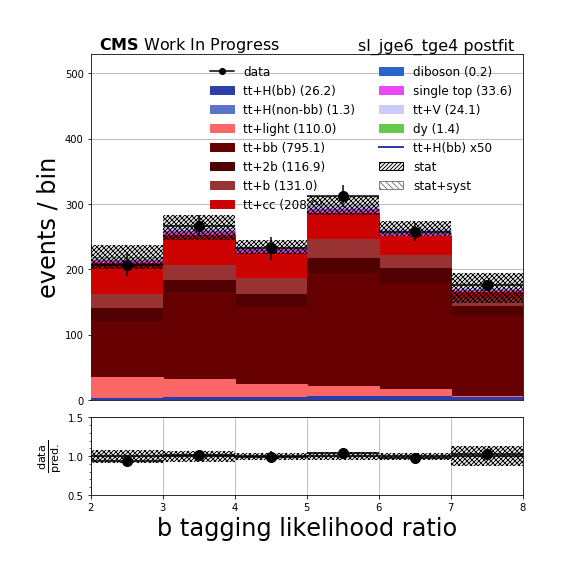 CMS Work In Progress
sl_jge6_tge4 postfit
data
tt+H(bb) (26.2)
tt+H(non-bb) (1.3)
tt+light (110.0)
tt+bb (795.1)
tt+2b (116.9)
tt+b (131.0)
tt+cc (208.
diboson (0.2)
single top (33.6)
tt+V (24.1)
dy (1.4)
tt+H(bb) x50
stat
stat+syst
events / bin
500
400
300
200
100
0
data
pred.
1.5
1.0
0.5
2 3 4 5 6 7 8
b tagging likelihood ratio